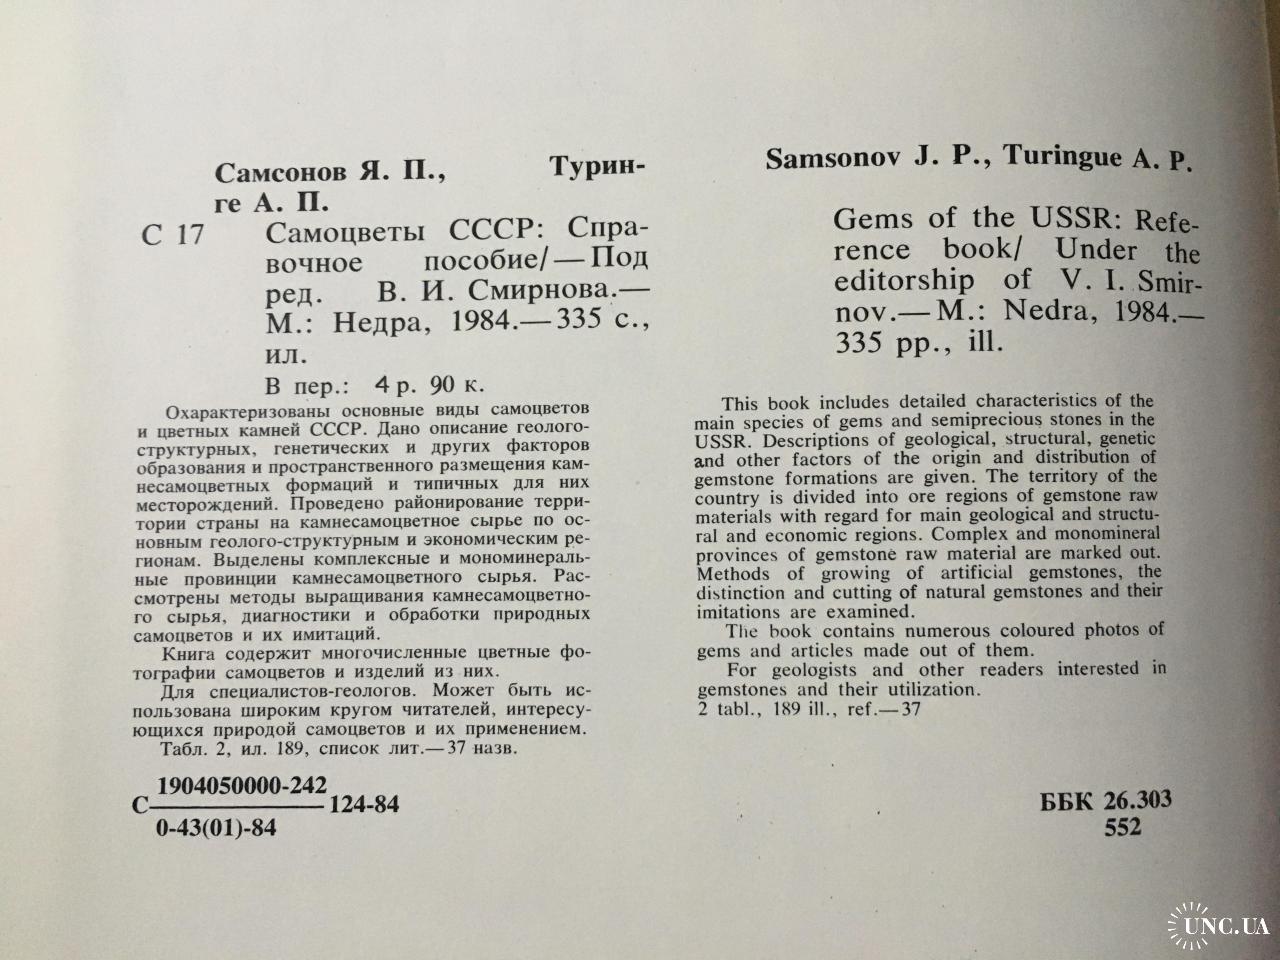 Самсонов Я. П., Турин-
ге А. П.
С 17 Самоцветы СССР: Спра-
вочное пособие/—Под
ред. В. И. Смирнова.—
М.: Недра, 1984.—335 с.,
ил.
В пер.: 4 р. 90 к.
Охарактеризованы основные виды самоцветов
и цветных камней СССР. Дано описание геолого-
структурных, генетических и других факторов
образования и пространственного размещения кам-
несамоцветных формаций и типичных для них
месторождений. Проведено районирование терри-
тории страны на камнесамоцветное сырье по ос-
новным геолого-структурным и экономическим ре-
гионам. Выделены комплексные и мономинераль-
ные провинции камнесамоцветного сырья. Рас-
смотрены методы выращивания камнесамоцветно-
го сырья, диагностики и обработки природных
самоцветов и их имитаций.
Книга содержит многочисленные цветные фо-
тографии самоцветов и изделий из них.
Для специалистов-геологов. Может быть ис-
пользована широким кругом читателей, интересу-
ющихся природой самоцветов и их применением.
Табл. 2, ил. 189, список лит.—37 назв.
1904050000-242
С————124-84
0-43(01)-84
Samsonov J. P., Turingue A. P.
Gems of the USSR: Refe-
rence book/ Under the
editorship of V. I. Smir-
nov.—M.: Nedra, 1984.—
335 pp., ill.
This book includes detailed characteristics of the
main species of gems and semiprecious stones in the
USSR. Descriptions of geological, structural, genetic
and other factors of the origin and distribution of
gemstone formations are given. The territory of the
country is divided into ore regions of gemstone raw
materials with regard for main geological and structu-
ral and economic regions. Complex and monomineral
provinces of gemstone raw material are marked out.
Methods of growing of artificial gemstones, the
distinction and cutting of natural gemstones and their
imitations are examined.
The book contains numerous coloured photos of
gems and articles made out of them.
For geologists and other readers interested in
gemstones and their utilization.
2 tabl., 189 ill., ref.—37
ББК 26.303
552
UNC.UA